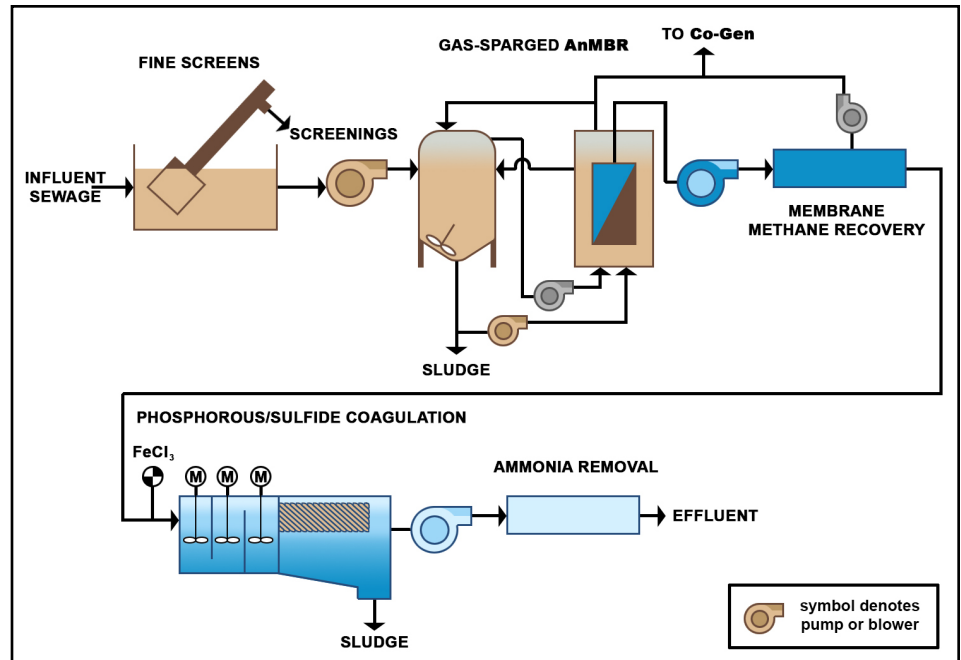 GAS-SPARGED AnMBR
TO Co-Gen
FINE SCREENS
SCREENINGS
INFLUENT
SEWAGE
MEMBRANE
METHANE RECOVERY
SLUDGE
PHOSPHOROUS/SULFIDE COAGULATION
FeCl₃
M M M
AMMONIA REMOVAL
EFFLUENT
SLUDGE
symbol denotes
pump or blower